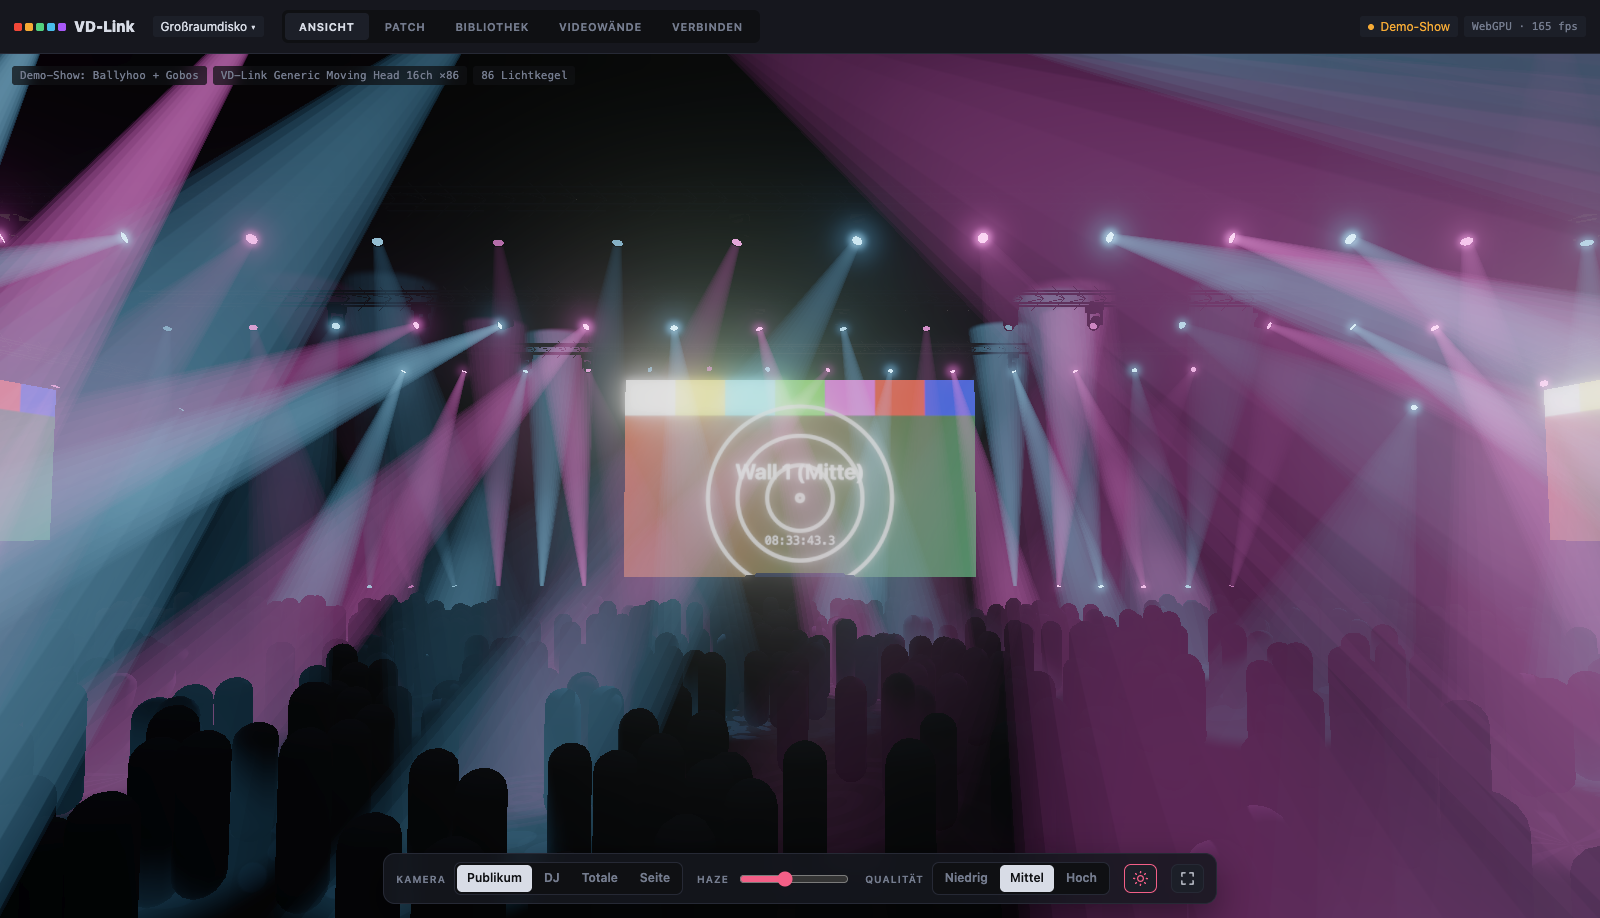 VD-Link
Großraumdisko ▾
ANSICHT
PATCH
BIBLIOTHEK
VIDEOWÄNDE
VERBINDEN
Demo-Show
WebGPU · 165 fps
Demo-Show: Ballyhoo + Gobos
VD-Link Generic Moving Head 16ch ×86
86 Lichtkegel
Wall 1 (Mitte)
08:33:43.3
KAMERA
Publikum
DJ
Totale
Seite
HAZE
QUALITÄT
Niedrig
Mittel
Hoch